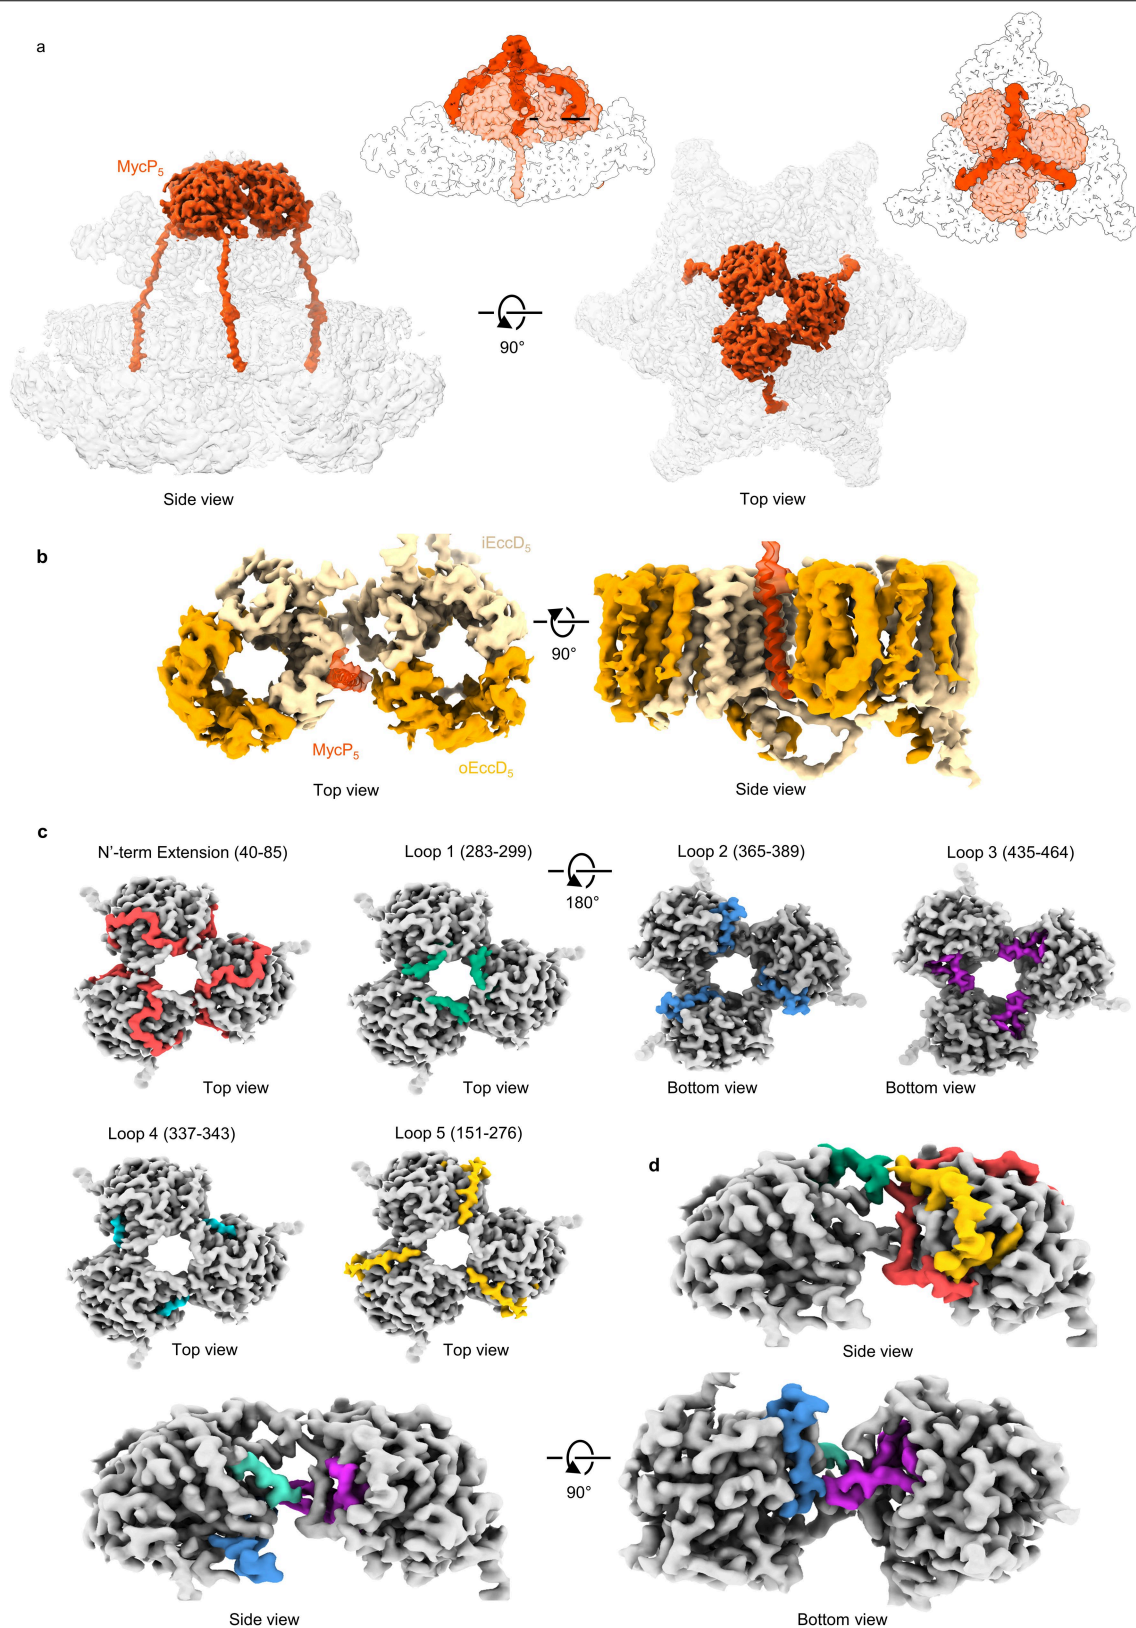 a
MycP5
90°
Side view
Top view
b
iEccD5
90°
MycP5
oEccD5
Top view
Side view
c
N'-term Extension (40-85)
Loop 1 (283-299)
180°
Loop 2 (365-389)
Loop 3 (435-464)
Top view
Top view
Bottom view
Bottom view
Loop 4 (337-343)
Loop 5 (151-276)
d
Top view
Top view
Side view
90°
Side view
Bottom view